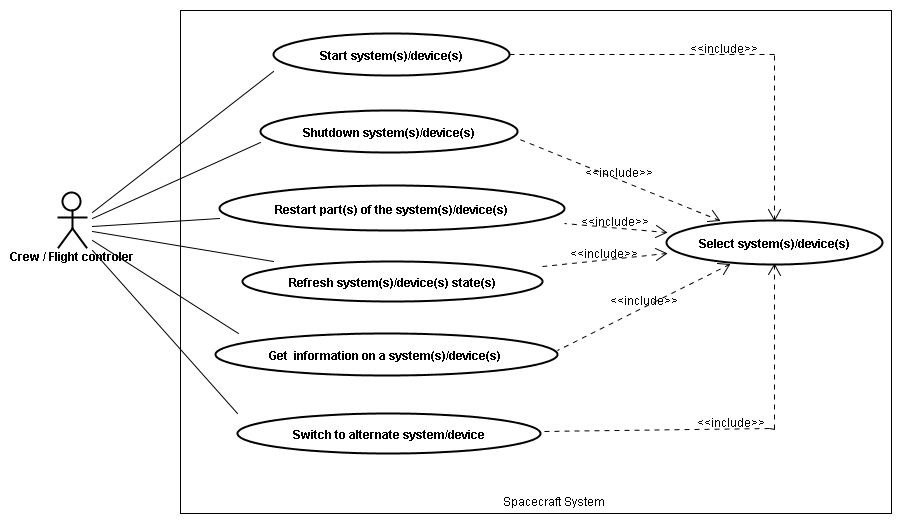 Start system(s)/device(s)
<<include>>
Shutdown system(s)/device(s)
<<include>>
Restart part(s) of the system(s)/device(s)
<<include>>
Select system(s)/device(s)
Crew / Flight controler
<<include>>
Refresh system(s)/device(s) state(s)
<<include>>
Get information on a system(s)/device(s)
<<include>>
Switch to alternate system/device
Spacecraft System